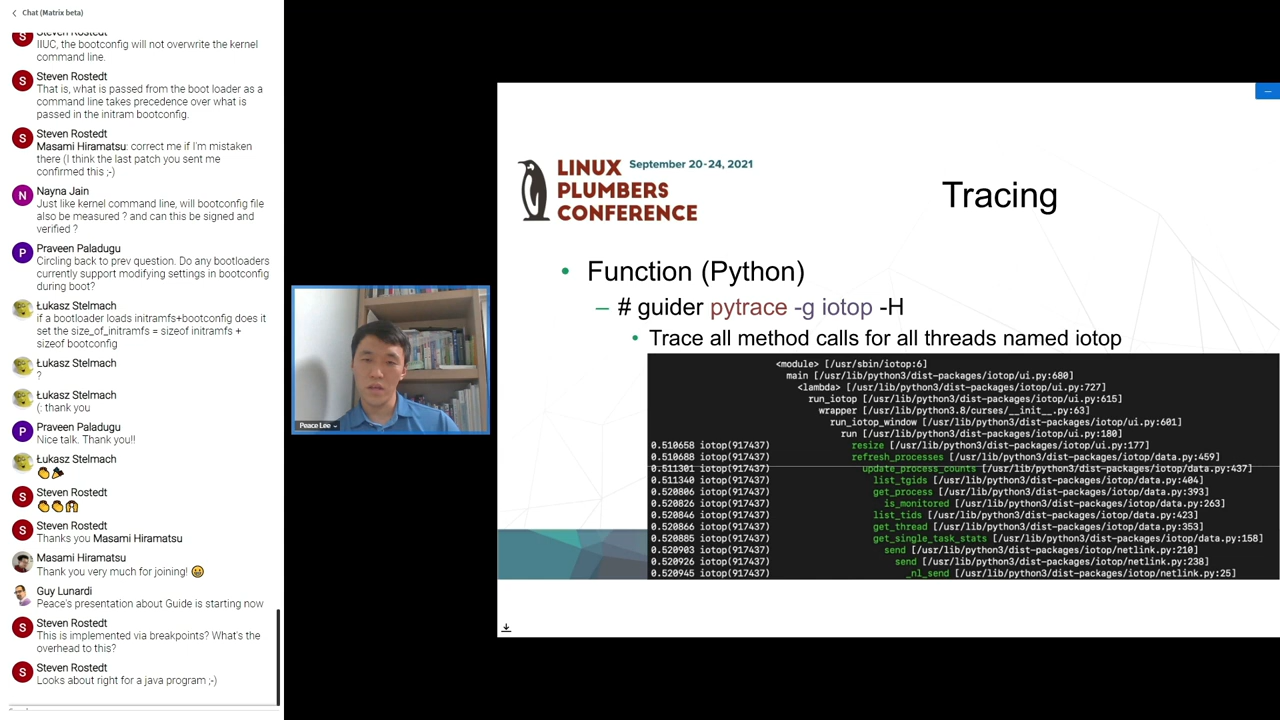 Chat (Matrix beta)
Steven Rostedt
IIUC, the bootconfig will not overwrite the kernel
command line.
S
Steven Rostedt
That is, what is passed from the boot loader as a
command line takes precedence over what is
passed in the initram bootconfig.
S
Steven Rostedt
Masami Hiramatsu: correct me if I'm mistaken
there (I think the last patch you sent me
confirmed this ;-)
N
Nayna Jain
Just like kernel command line, will bootconfig file
also be measured ? and can this be signed and
verified ?
P
Praveen Paladugu
Circling back to prev question. Do any bootloaders
currently support modifying settings in bootconfig
during boot?
Łukasz Stelmach
if a bootloader loads initramfs+bootconfig does it
set the size_of_initramfs = sizeof initramfs +
sizeof bootconfig
Łukasz Stelmach
?
Łukasz Stelmach
(: thank you
P
Praveen Paladugu
Nice talk. Thank you!!
Łukasz Stelmach
S
Steven Rostedt
S
Steven Rostedt
Thanks you Masami Hiramatsu
Masami Hiramatsu
Thank you very much for joining!
Guy Lunardi
Peace's presentation about Guide is starting now
S
Steven Rostedt
This is implemented via breakpoints? What's the
overhead to this?
S
Steven Rostedt
Looks about right for a java program ;-)
Peace Lee
LINUX
PLUMBERS
CONFERENCE
September 20-24, 2021
Tracing
• Function (Python)
– # guider pytrace -g iotop -H
• Trace all method calls for all threads named iotop
<module> [/usr/sbin/iotop:6]
main [/usr/lib/python3/dist-packages/iotop/ui.py:680]
<lambda> [/usr/lib/python3/dist-packages/iotop/ui.py:727]
run_iotop [/usr/lib/python3/dist-packages/iotop/ui.py:615]
wrapper [/usr/lib/python3.8/curses/__init__.py:63]
run_iotop_window [/usr/lib/python3/dist-packages/iotop/ui.py:601]
run [/usr/lib/python3/dist-packages/iotop/ui.py:180]
0.510658 iotop(917437) resize [/usr/lib/python3/dist-packages/iotop/ui.py:177]
0.510688 iotop(917437) refresh_processes [/usr/lib/python3/dist-packages/iotop/data.py:459]
0.511301 iotop(917437) update_process_counts [/usr/lib/python3/dist-packages/iotop/data.py:437]
0.511340 iotop(917437) list_tgids [/usr/lib/python3/dist-packages/iotop/data.py:404]
0.520806 iotop(917437) get_process [/usr/lib/python3/dist-packages/iotop/data.py:393]
0.520826 iotop(917437) is_monitored [/usr/lib/python3/dist-packages/iotop/data.py:263]
0.520846 iotop(917437) list_tids [/usr/lib/python3/dist-packages/iotop/data.py:423]
0.520866 iotop(917437) get_thread [/usr/lib/python3/dist-packages/iotop/data.py:353]
0.520885 iotop(917437) get_single_task_stats [/usr/lib/python3/dist-packages/iotop/data.py:158]
0.520903 iotop(917437) send [/usr/lib/python3/dist-packages/iotop/netlink.py:210]
0.520926 iotop(917437) send [/usr/lib/python3/dist-packages/iotop/netlink.py:238]
0.520945 iotop(917437) _nl_send [/usr/lib/python3/dist-packages/iotop/netlink.py:25]